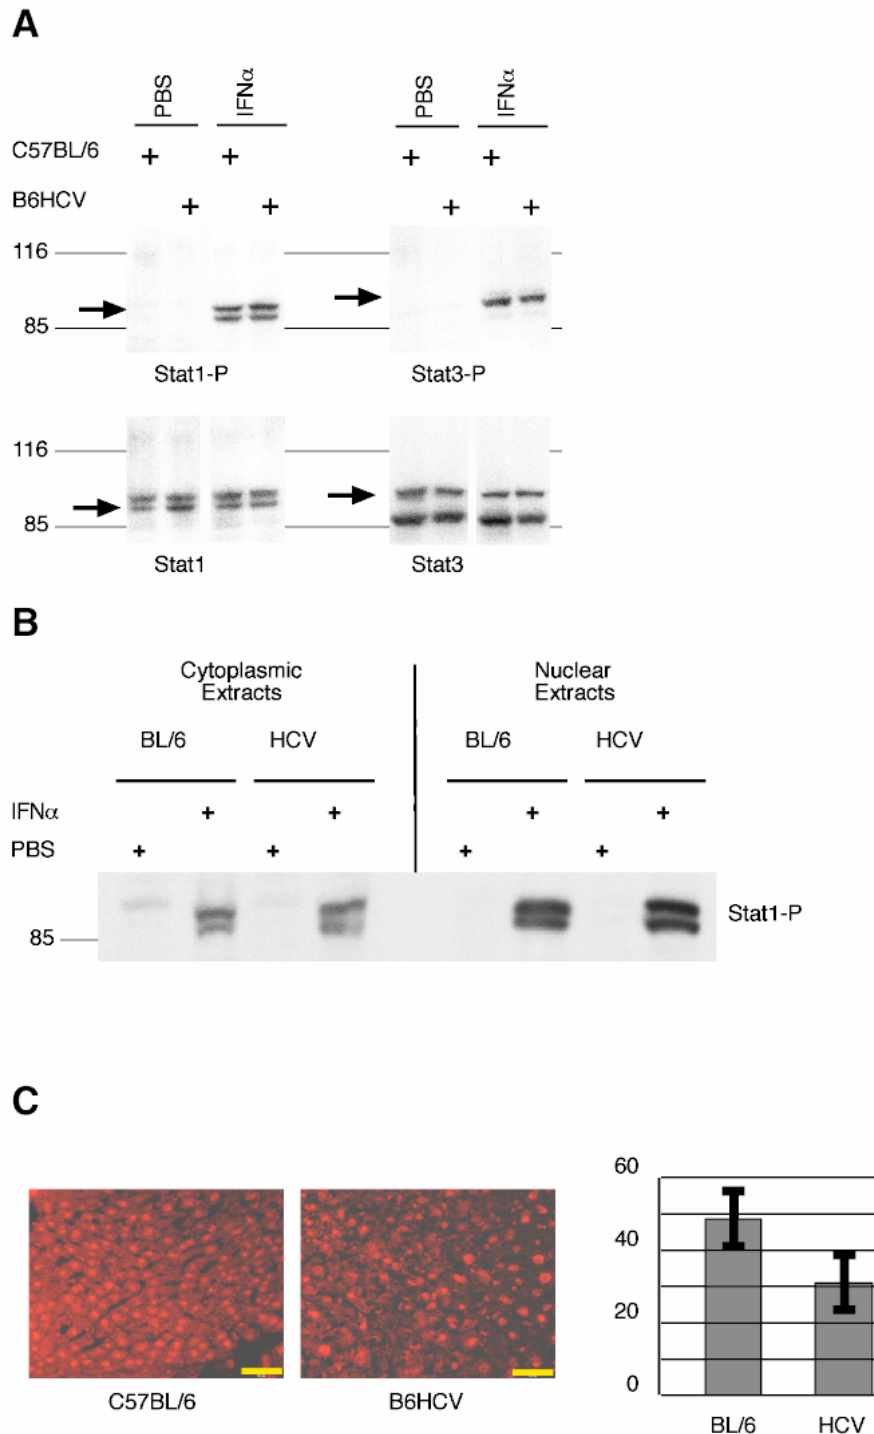 A
PBS IFNα PBS IFNα
C57BL/6 + + + +
B6HCV + + + +
116
85
Stat1-P Stat3-P
116
85
Stat1 Stat3
B
Cytoplasmic Extracts Nuclear Extracts
BL/6 HCV BL/6 HCV
IFNα + + + +
PBS + + + +
85 Stat1-P
C
60
40
20
0
C57BL/6 B6HCV BL/6 HCV